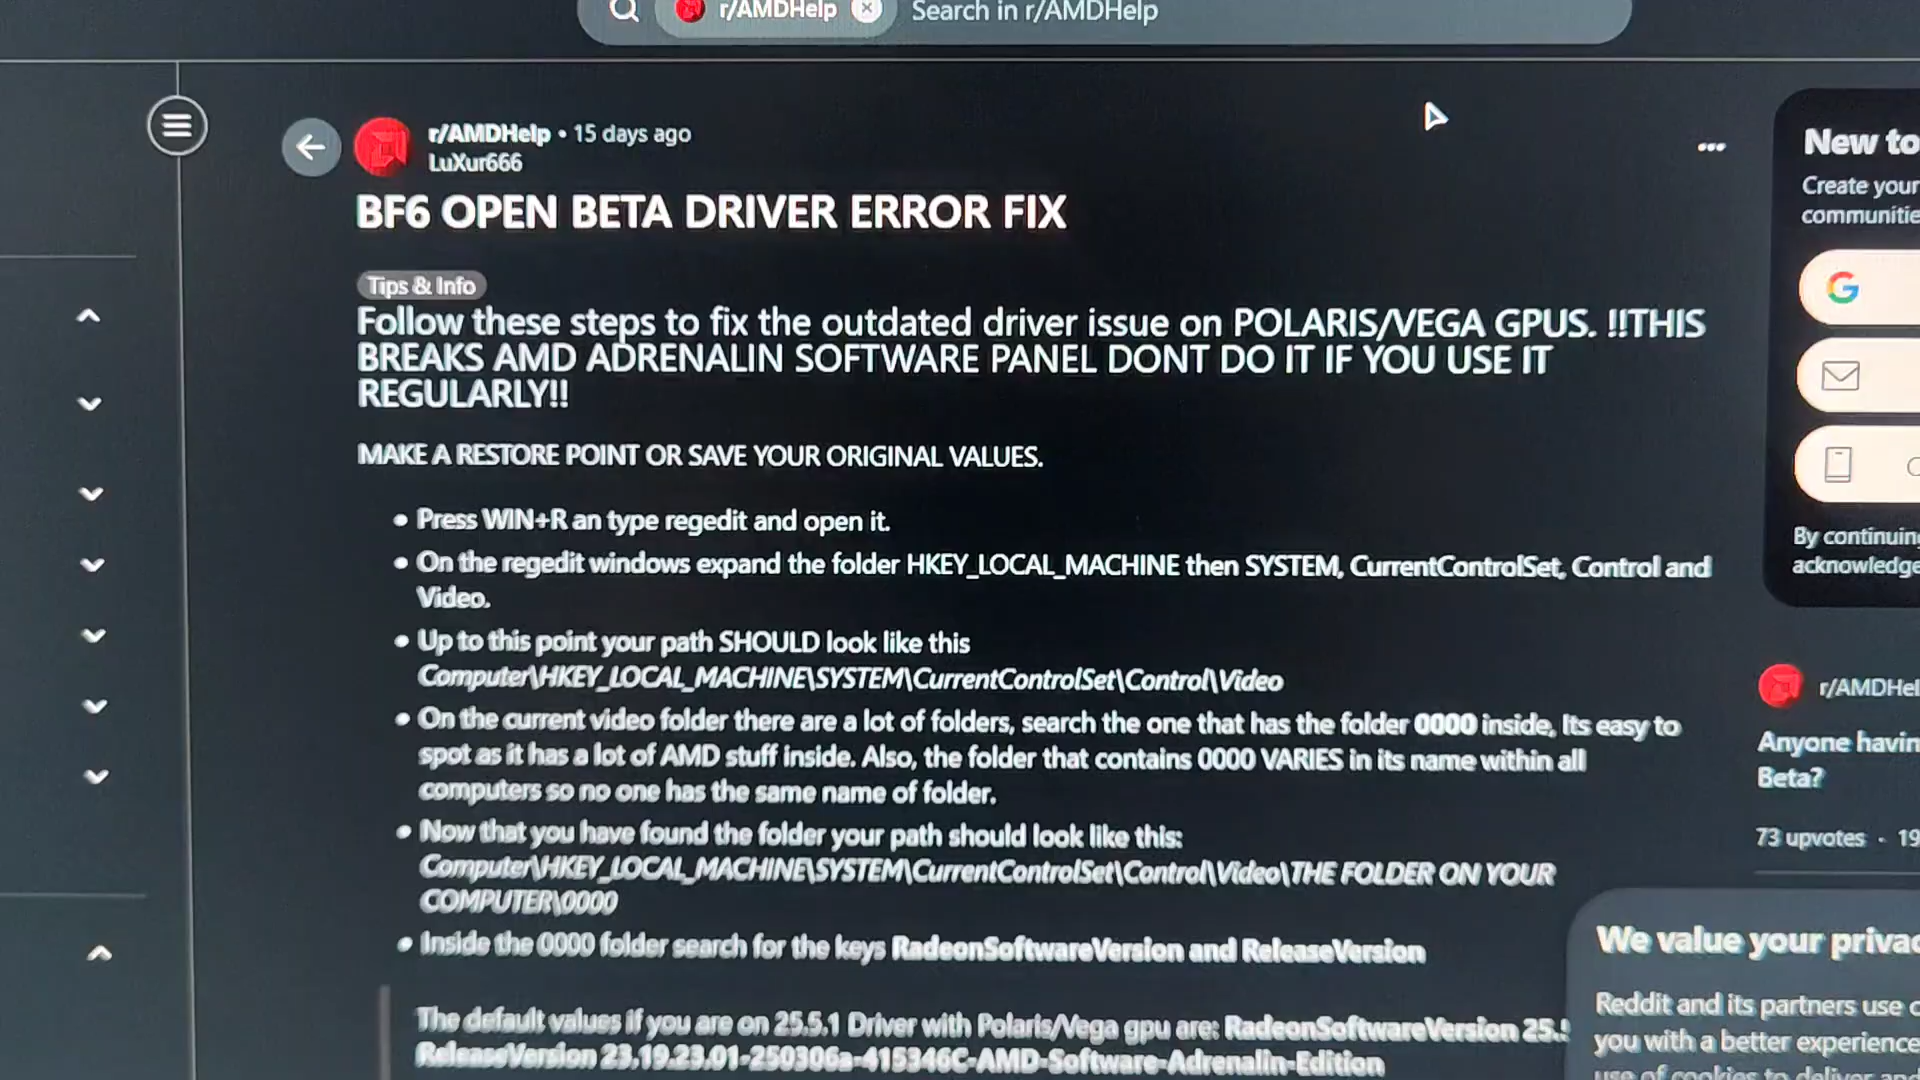 r/AMDHelp
Search in r/AMDHelp
r/AMDHelp • 15 days ago
LuXur666
BF6 OPEN BETA DRIVER ERROR FIX
Tips & Info
Follow these steps to fix the outdated driver issue on POLARIS/VEGA GPUS. !!THIS
BREAKS AMD ADRENALIN SOFTWARE PANEL DONT DO IT IF YOU USE IT
REGULARLY!!
MAKE A RESTORE POINT OR SAVE YOUR ORIGINAL VALUES.
• Press WIN+R an type regedit and open it.
• On the regedit windows expand the folder HKEY_LOCAL_MACHINE then SYSTEM, CurrentControlSet, Control and
Video.
• Up to this point your path SHOULD look like this
Computer\HKEY_LOCAL_MACHINE\SYSTEM\CurrentControlSet\Control\Video
• On the current video folder there are a lot of folders, search the one that has the folder 0000 inside, Its easy to
spot as it has a lot of AMD stuff inside. Also, the folder that contains 0000 VARIES in its name within all
computers so no one has the same name of folder.
• Now that you have found the folder your path should look like this:
Computer\HKEY_LOCAL_MACHINE\SYSTEM\CurrentControlSet\Control\Video\THE FOLDER ON YOUR
COMPUTER\0000
• Inside the 0000 folder search for the keys RadeonSoftwareVersion and ReleaseVersion
The default values if you are on 25.5.1 Driver with Polaris/Vega gpu are: RadeonSoftwareVersion 25.5
ReleaseVersion 23.19.23.01-250306a-415346C-AMD-Software-Adrenalin-Edition
New to
Create your
communitie
G
By continuing
acknowledge
r/AMDHel
Anyone havin
Beta?
73 upvotes · 19
We value your privac
Reddit and its partners use c
you with a better experience
use of cookies to deliver and